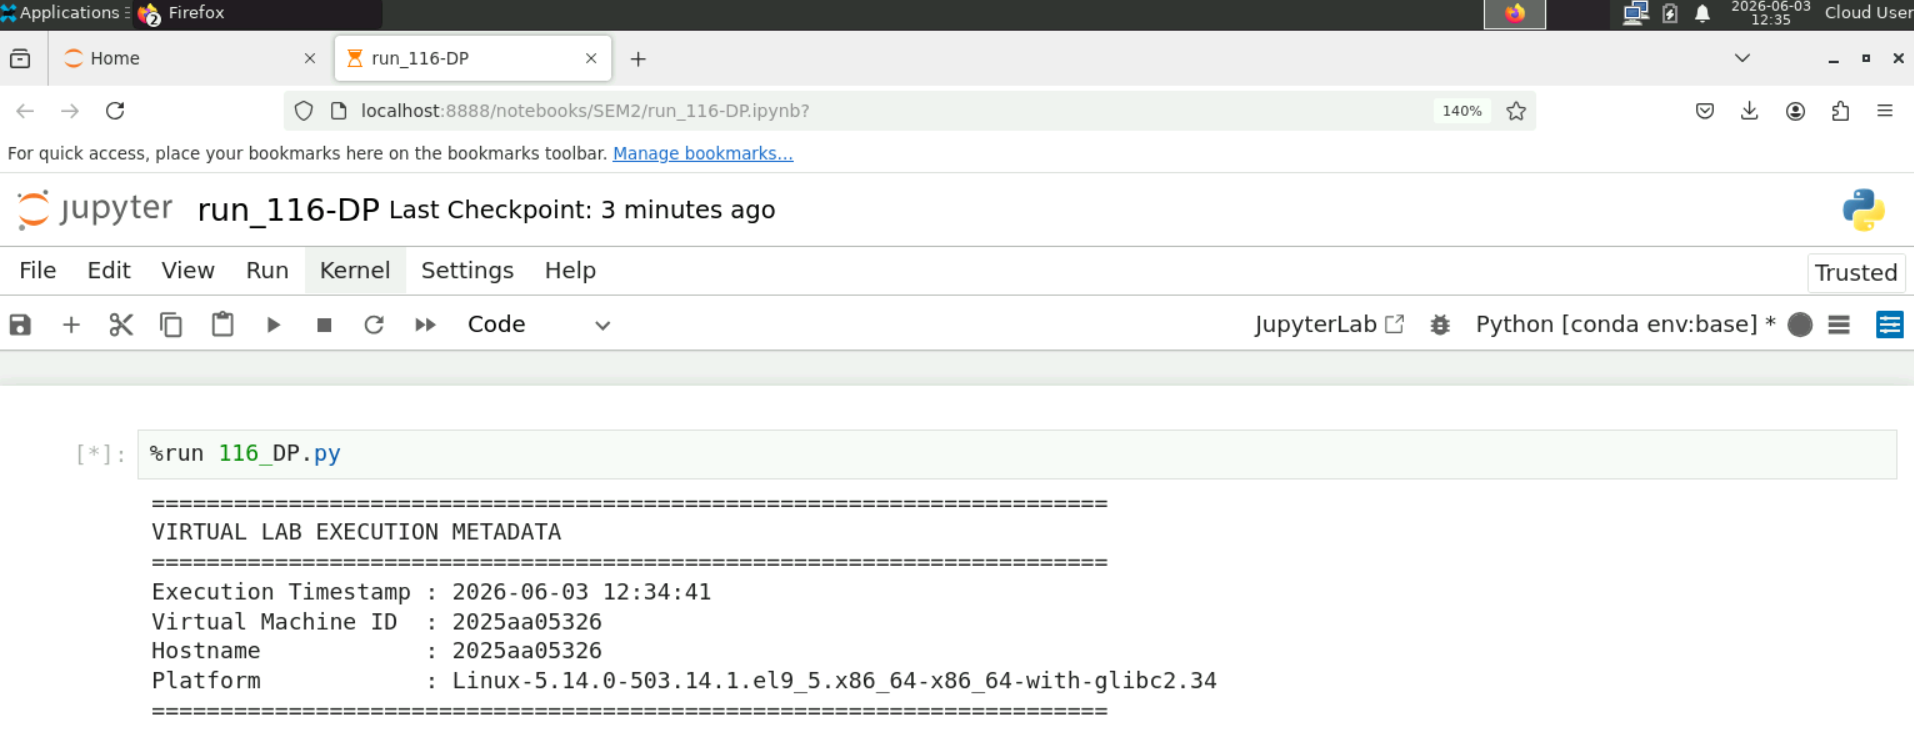 Applications Firefox 2026-06-03 Cloud User
2 12:35
Home run_116-DP
localhost:8888/notebooks/SEM2/run_116-DP.ipynb? 140%
For quick access, place your bookmarks here on the bookmarks toolbar. Manage bookmarks...
jupyter run_116-DP Last Checkpoint: 3 minutes ago
File Edit View Run Kernel Settings Help Trusted
Code JupyterLab Python [conda env:base] *
[*]: %run 116_DP.py
======================================================================
VIRTUAL LAB EXECUTION METADATA
======================================================================
Execution Timestamp : 2026-06-03 12:34:41
Virtual Machine ID  : 2025aa05326
Hostname            : 2025aa05326
Platform            : Linux-5.14.0-503.14.1.el9_5.x86_64-x86_64-with-glibc2.34
======================================================================